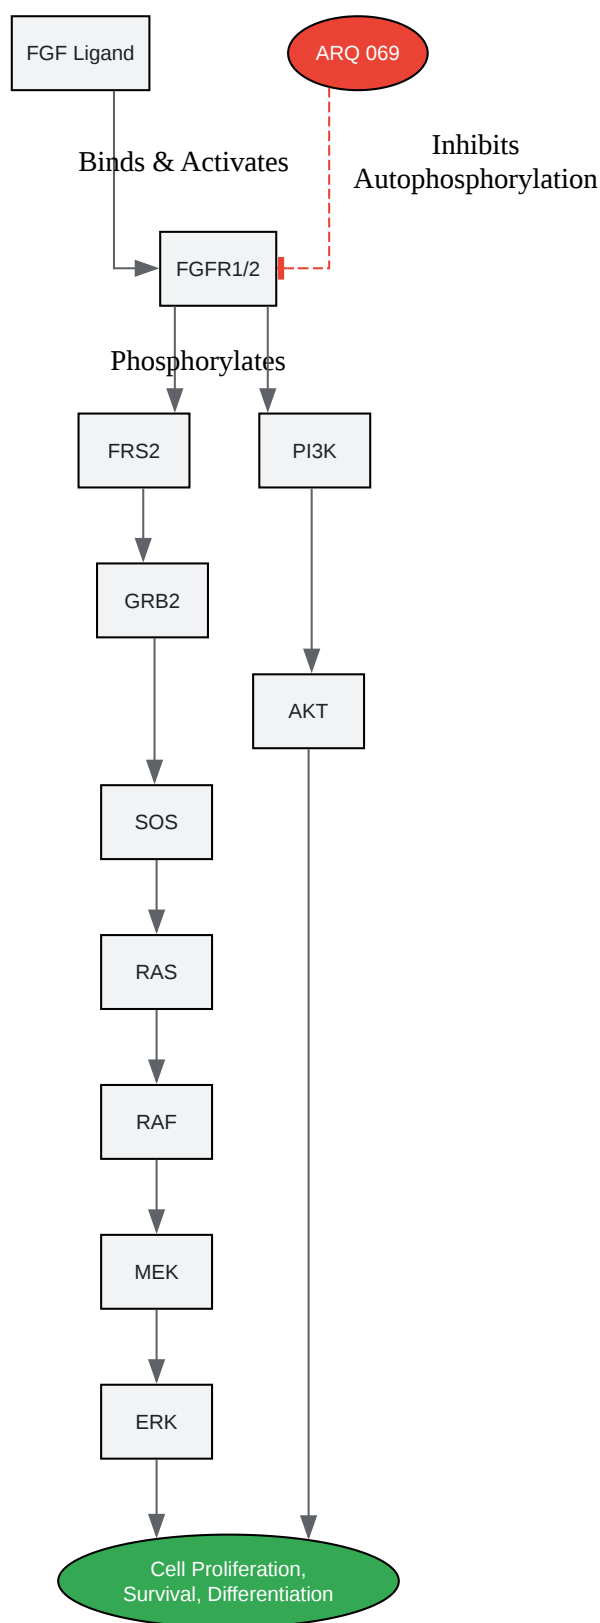 FGF Ligand
ARQ 069
Binds & Activates
Inhibits
Autophosphorylation
FGFR1/2
Phosphorylates
FRS2
PI3K
GRB2
AKT
SOS
RAS
RAF
MEK
ERK
Cell Proliferation,
Survival, Differentiation